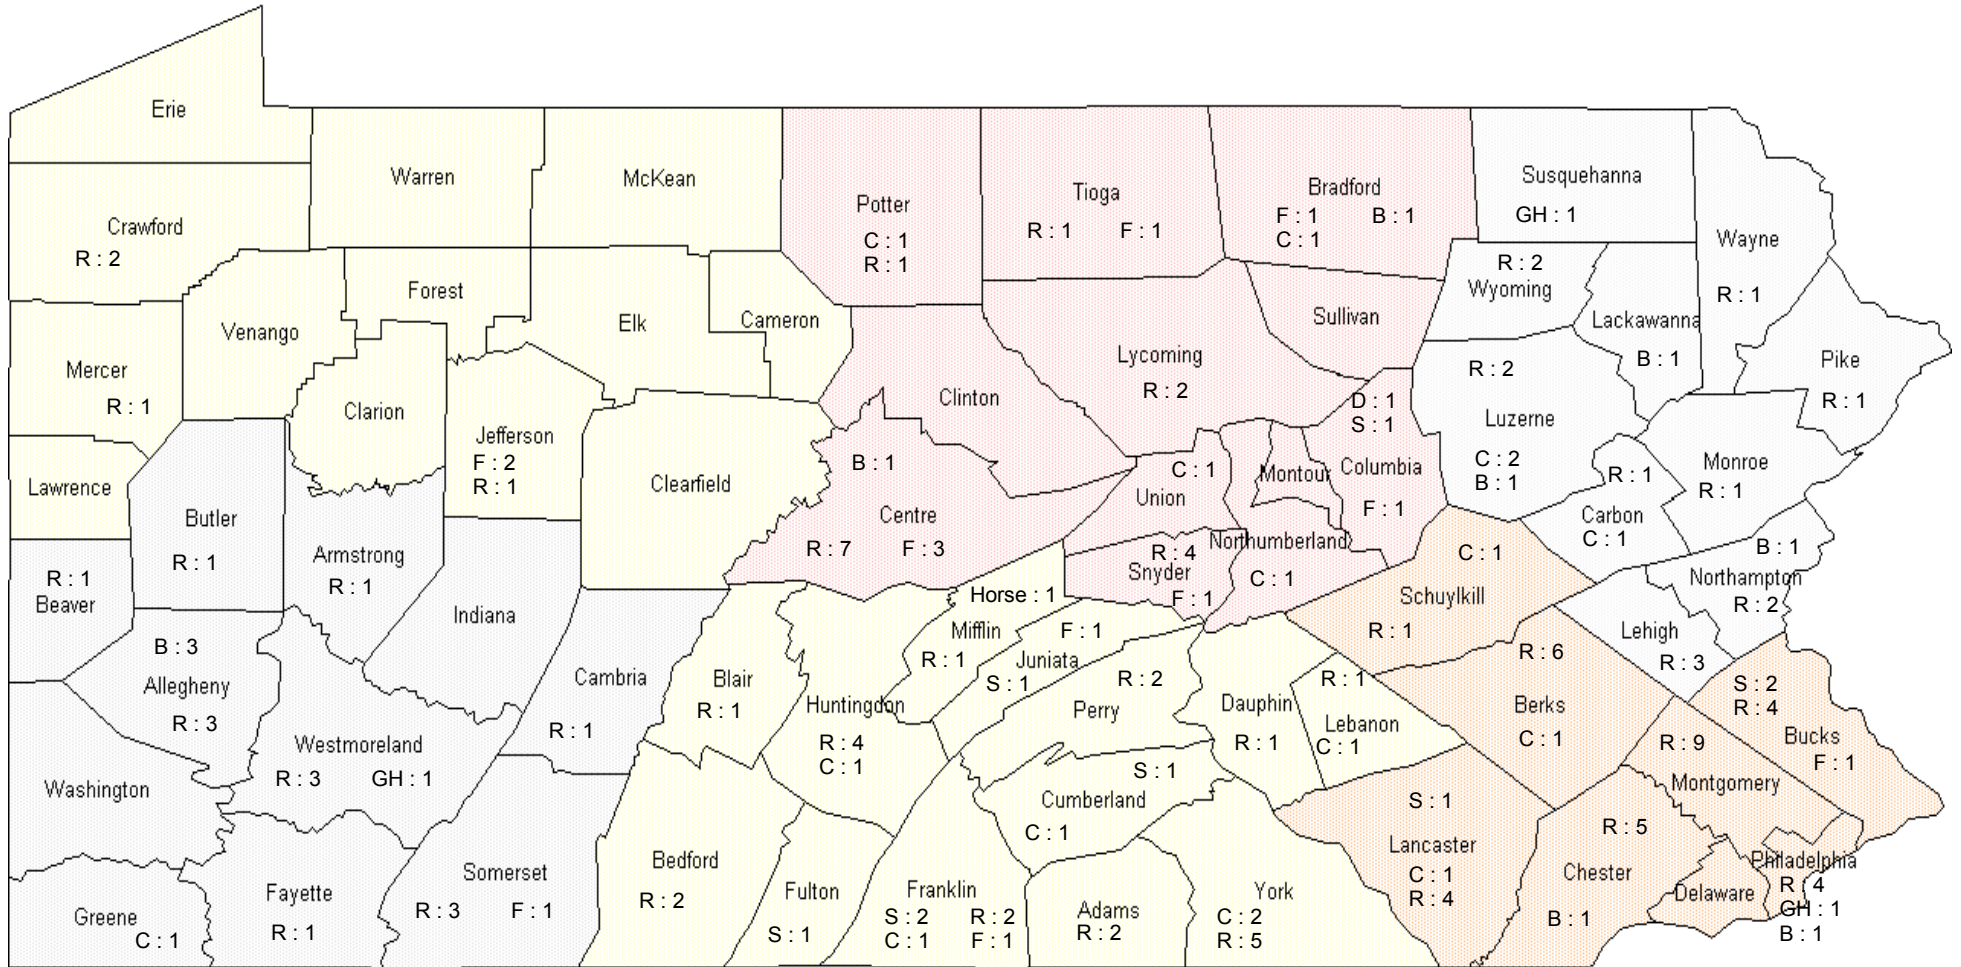 Erie
Warren
McKean
Crawford
R : 2
Potter
C : 1
R : 1
Tioga
R : 1 F : 1
Bradford
F : 1 B : 1
C : 1
Susquehanna
GH : 1
Wayne
R : 1
Mercer
R : 1
Venango
Forest
Elk
Cameron
Clarion
Jefferson
F : 2
R : 1
Clearfield
Clinton
Lycoming
R : 2
Sullivan
R : 2
Wyoming
Lackawanna
B : 1
Pike
R : 1
R : 2
Luzerne
C : 2
B : 1
D : 1
S : 1
Columbia
F : 1
Montour
C : 1
Union
Northumberland
C : 1
R : 4
Snyder
F : 1
B : 1
Centre
R : 7 F : 3
R : 1
Carbon
C : 1
Monroe
R : 1
B : 1
Northampton
R : 2
Lehigh
R : 3
Lawrence
Butler
R : 1
Armstrong
R : 1
R : 1
Beaver
Indiana
B : 3
Allegheny
R : 3
Cambria
R : 1
Westmoreland
R : 3 GH : 1
Washington
Greene
C : 1
Fayette
R : 1
Somerset
R : 3 F : 1
Blair
R : 1
Huntingdon
R : 4
C : 1
Horse : 1
Mifflin
R : 1
F : 1
Juniata
S : 1
R : 2
Perry
Dauphin
R : 1
R : 1
Lebanon
C : 1
S : 1
Cumberland
C : 1
Bedford
R : 2
Fulton
S : 1
Franklin
S : 2 R : 2
C : 1 F : 1
Adams
R : 2
York
C : 2
R : 5
C : 1
Schuylkill
R : 1
R : 6
Berks
C : 1
S : 2
R : 4
Bucks
F : 1
R : 9
Montgomery
S : 1
Lancaster
C : 1
R : 4
R : 5
Chester
B : 1
Delaware
Philadelphia
R : 4
GH : 1
B : 1